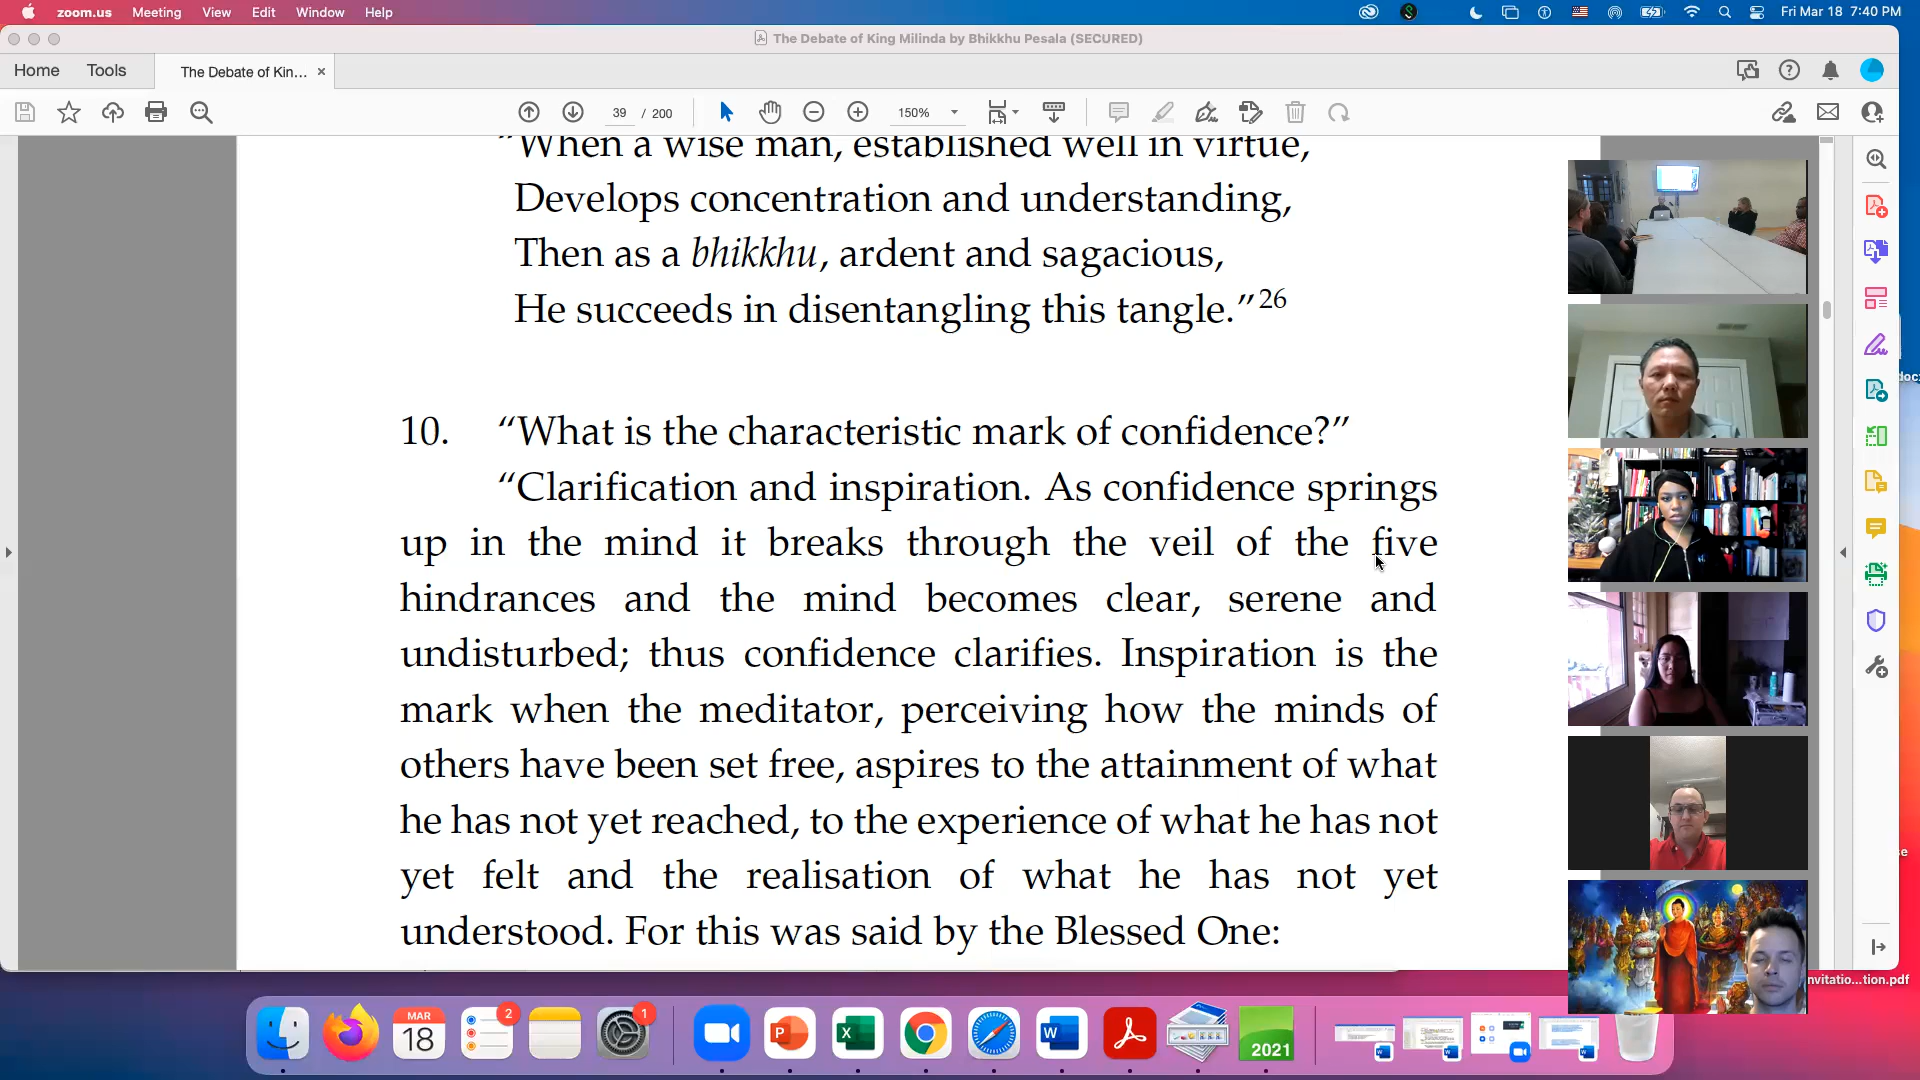 zoom.us Meeting View Edit Window Help Fri Mar 18 7:40 PM
The Debate of King Milinda by Bhikkhu Pesala (SECURED)
Home Tools The Debate of Kin... ×
39 / 200 150%
"When a wise man, established well in virtue,
Develops concentration and understanding,
Then as a bhikkhu, ardent and sagacious,
He succeeds in disentangling this tangle."26
10. “What is the characteristic mark of confidence?”
“Clarification and inspiration. As confidence springs
up in the mind it breaks through the veil of the five
hindrances and the mind becomes clear, serene and
undisturbed; thus confidence clarifies. Inspiration is the
mark when the meditator, perceiving how the minds of
others have been set free, aspires to the attainment of what
he has not yet reached, to the experience of what he has not
yet felt and the realisation of what he has not yet
understood. For this was said by the Blessed One:
nvitatio...tion.pdf
MAR
18
2
1
2021